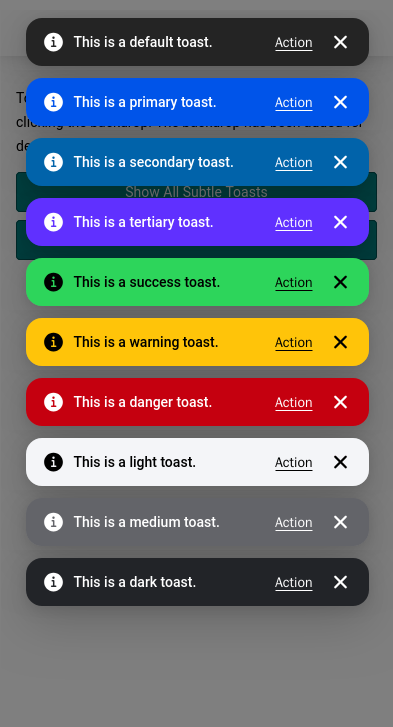 This is a default toast. Action
To
This is a primary toast. Action
clicking the backdrop. The backdrop has been added for
de
This is a secondary toast. Action
Show All Subtle Toasts
This is a tertiary toast. Action
This is a success toast. Action
This is a warning toast. Action
This is a danger toast. Action
This is a light toast. Action
This is a medium toast. Action
This is a dark toast. Action